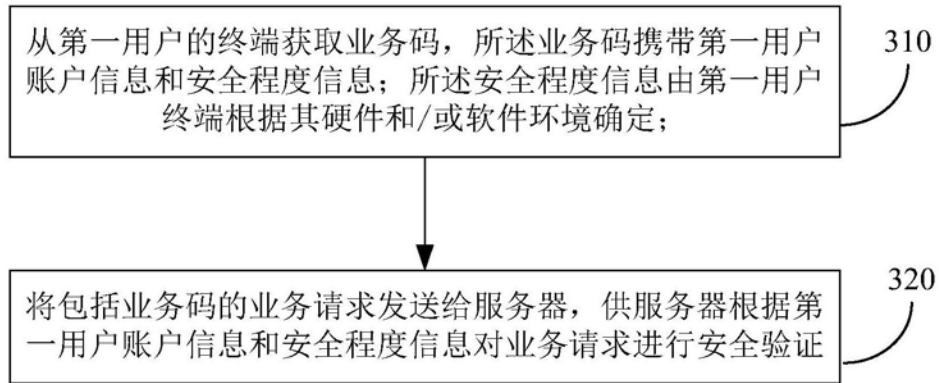 从第一用户的终端获取业务码，所述业务码携带第一用户
账户信息和安全程度信息；所述安全程度信息由第一用户
终端根据其硬件和/或软件环境确定；
310
将包括业务码的业务请求发送给服务器，供服务器根据第
一用户账户信息和安全程度信息对业务请求进行安全验证
320